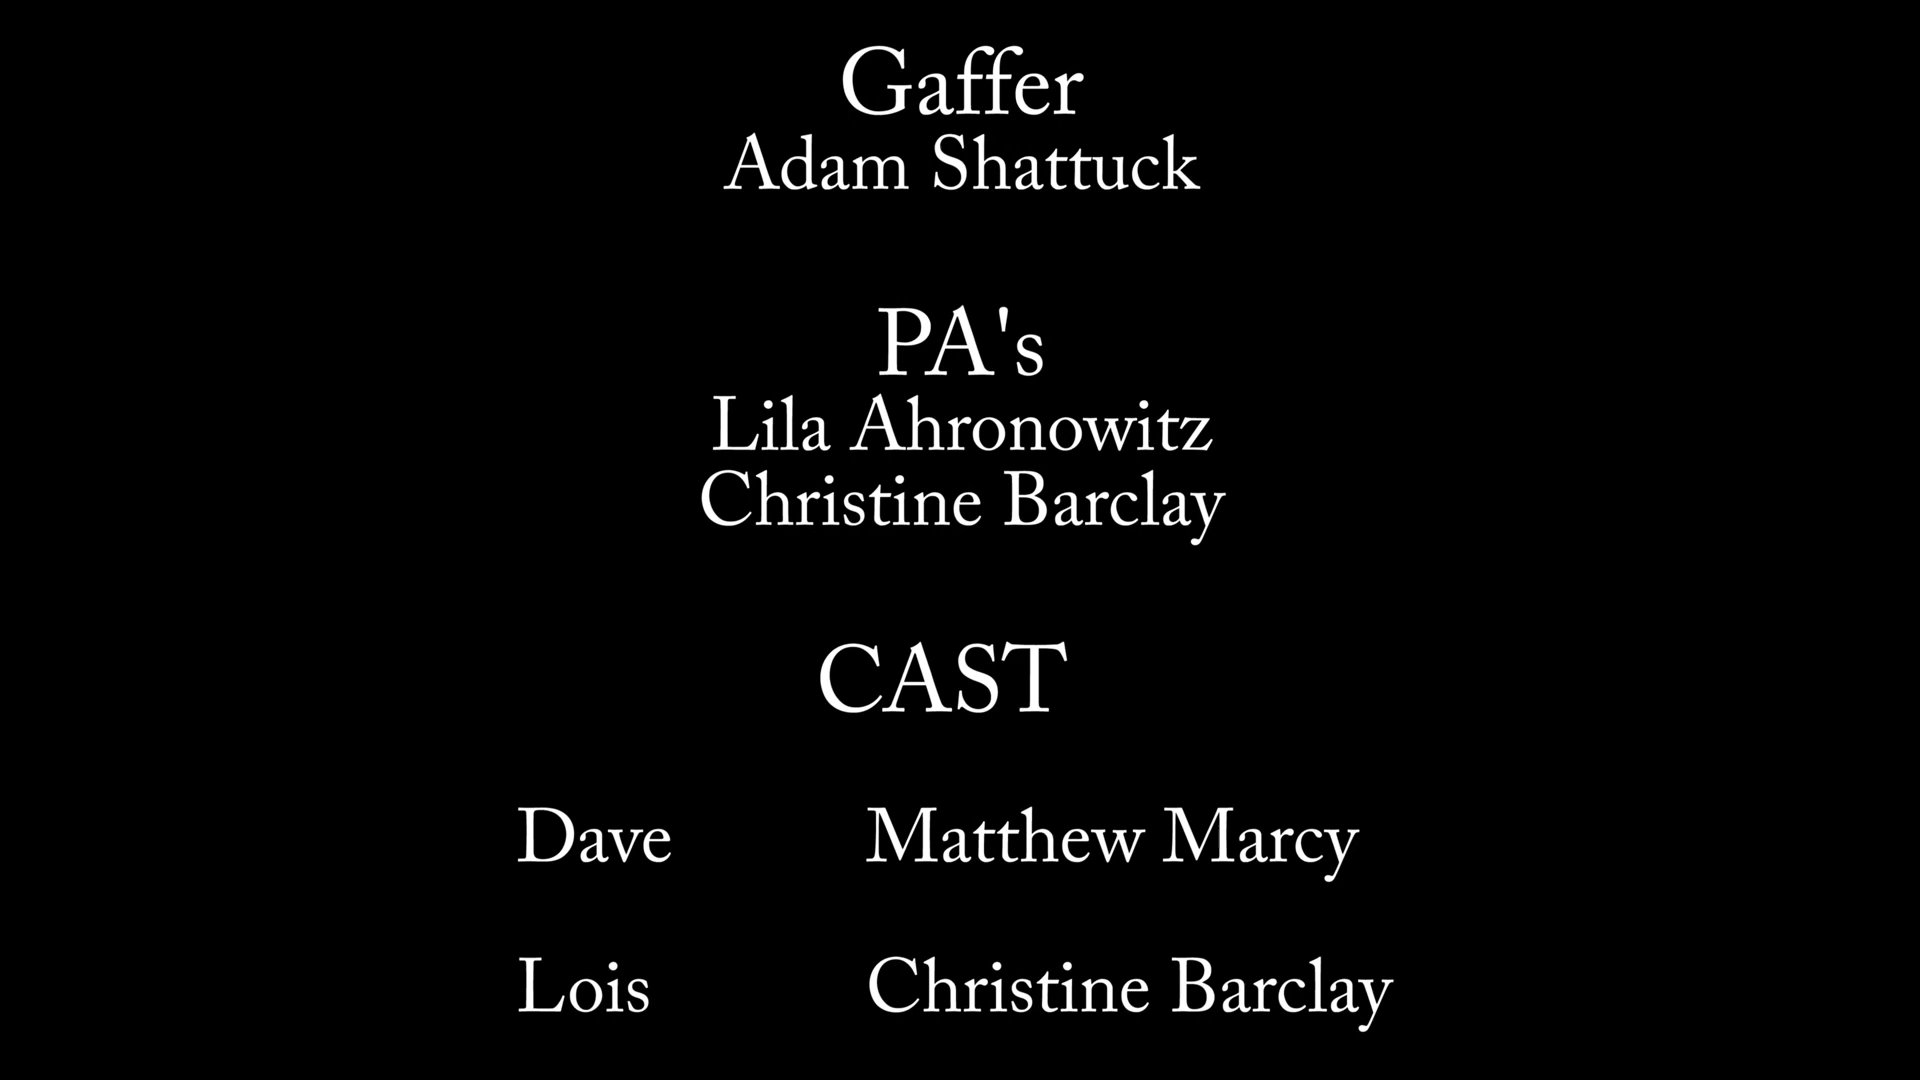 Gaffer
Adam Shattuck
PA's
Lila Ahronowitz
Christine Barclay
CAST
Dave Matthew Marcy
Lois Christine Barclay